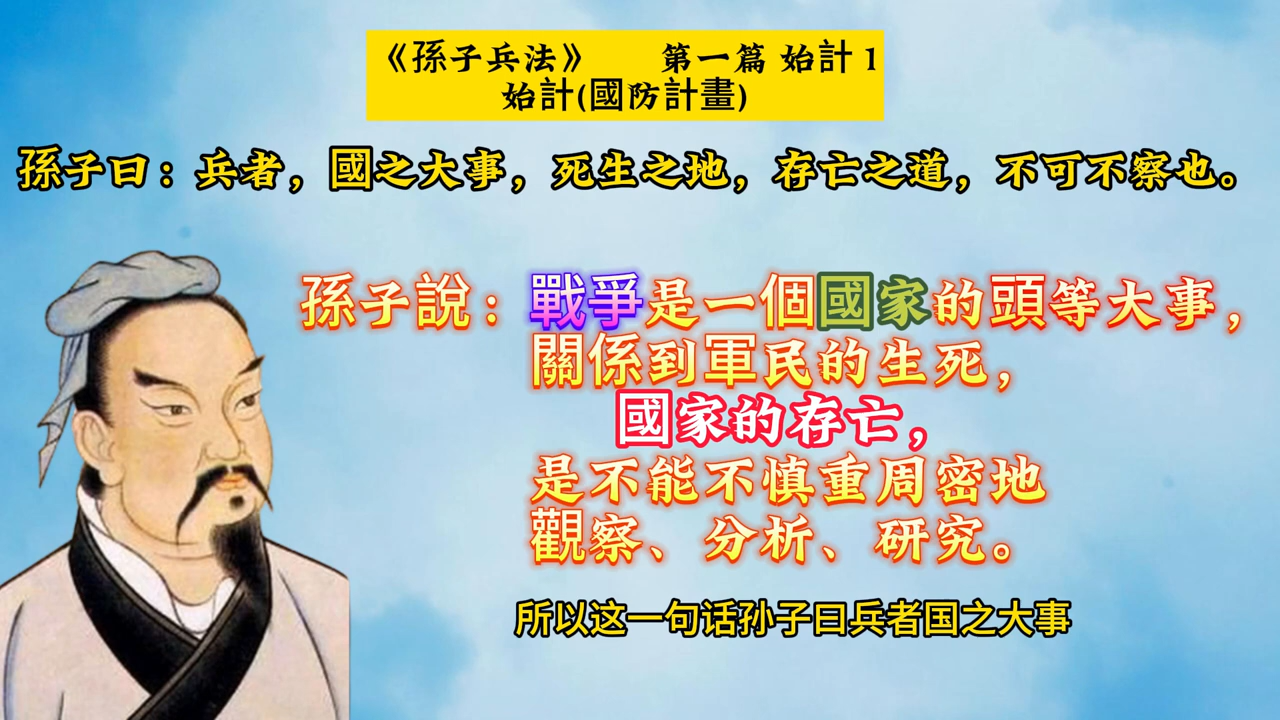 《孫子兵法》 第一篇 始計 1
始計(國防計畫)
孫子曰：兵者，國之大事，死生之地，存亡之道，不可不察也。
孫子說：戰爭是一個國家的頭等大事，
關係到軍民的生死，
國家的存亡，
是不能不慎重周密地
觀察、分析、研究。
所以这一句话孙子曰兵者国之大事